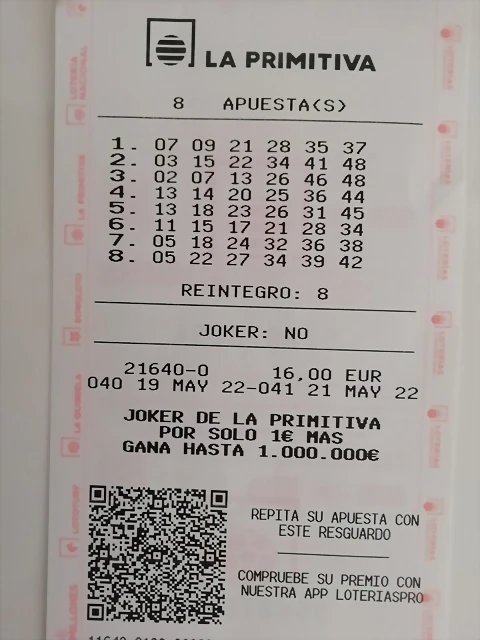 LA PRIMITIVA
8 APUESTA(S)
1. 07 09 21 28 35 37
2. 03 15 22 34 41 48
3. 02 07 13 26 46 48
4. 13 14 20 25 36 44
5. 13 18 23 26 31 45
6. 11 15 17 21 28 34
7. 05 18 24 32 36 38
8. 05 22 27 34 39 42
REINTEGRO: 8
JOKER: NO
21640-0 16,00 EUR
040 19 MAY 22-041 21 MAY 22
JOKER DE LA PRIMITIVA
POR SOLO 1€ MAS
GANA HASTA 1.000.000€
REPITA SU APUESTA CON
ESTE RESGUARDO
COMPRUEBE SU PREMIO CON
NUESTRA APP LOTERIASPRO